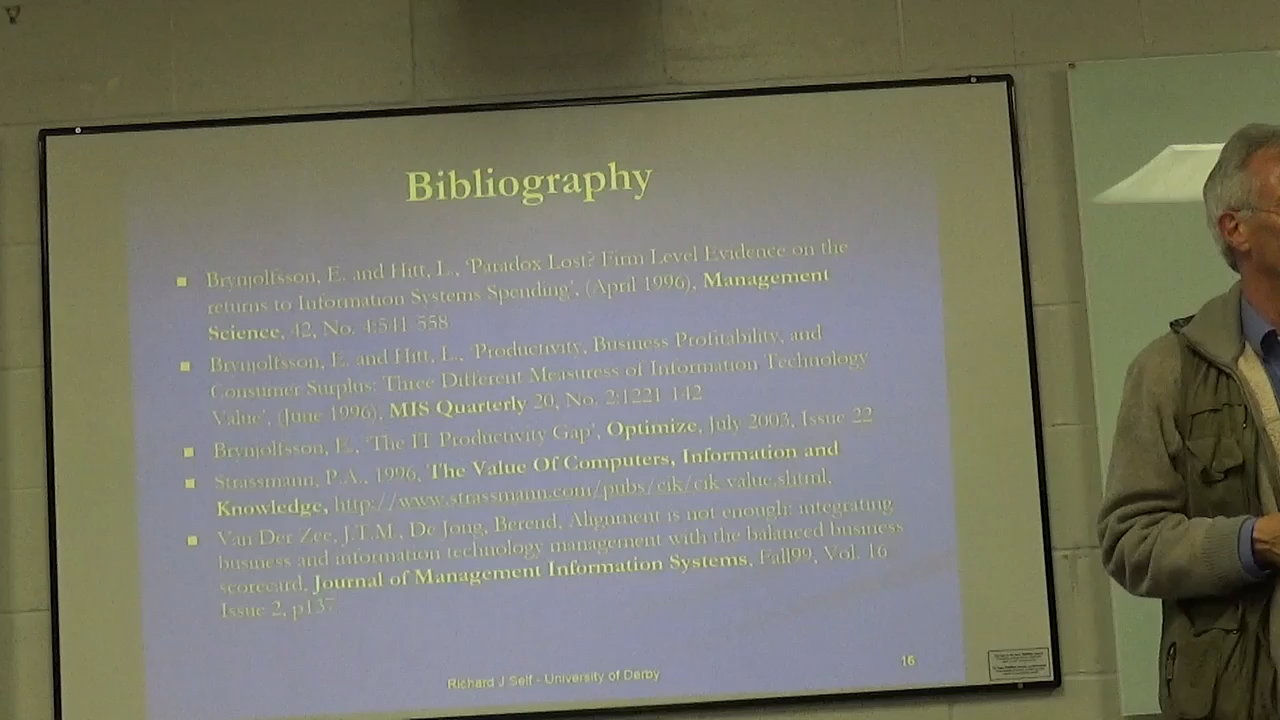 Bibliography
Brynjolfsson, E. and Hitt, L., 'Paradox Lost? Firm Level Evidence on the
returns to Information Systems Spending', (April 1996), Management
Science, 42, No. 4:541-558
Brynjolfsson, E. and Hitt, L., 'Productivity, Business Profitability, and
Consumer Surplus: Three Different Measuress of Information Technology
Value', (June 1996), MIS Quarterly 20, No. 2:1221-142
Brynjolfsson, E., 'The IT Productivity Gap', Optimize, July 2003, Issue 22
Strassmann, P.A., 1996, The Value Of Computers, Information and
Knowledge, http://www.strassmann.com/pubs/cik/cik-value.shtml,
Van Der Zee, J.T.M., De Jong, Berend, Alignment is not enough: integrating
business and information technology management with the balanced business
scorecard, Journal of Management Information Systems, Fall99, Vol. 16
Issue 2, p137
Richard J Self - University of Derby
16